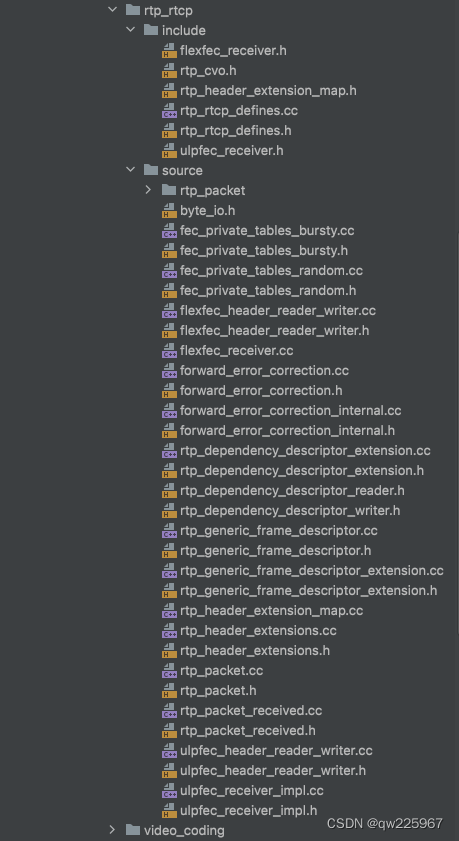 rtp_rtcp
include
flexfec_receiver.h
rtp_cvo.h
rtp_header_extension_map.h
rtp_rtcp_defines.cc
rtp_rtcp_defines.h
ulpfec_receiver.h
source
rtp_packet
byte_io.h
fec_private_tables_bursty.cc
fec_private_tables_bursty.h
fec_private_tables_random.cc
fec_private_tables_random.h
flexfec_header_reader_writer.cc
flexfec_header_reader_writer.h
flexfec_receiver.cc
forward_error_correction.cc
forward_error_correction.h
forward_error_correction_internal.cc
forward_error_correction_internal.h
rtp_dependency_descriptor_extension.cc
rtp_dependency_descriptor_extension.h
rtp_dependency_descriptor_reader.h
rtp_dependency_descriptor_writer.h
rtp_generic_frame_descriptor.cc
rtp_generic_frame_descriptor.h
rtp_generic_frame_descriptor_extension.cc
rtp_generic_frame_descriptor_extension.h
rtp_header_extension_map.cc
rtp_header_extensions.cc
rtp_header_extensions.h
rtp_packet.cc
rtp_packet.h
rtp_packet_received.cc
rtp_packet_received.h
ulpfec_header_reader_writer.cc
ulpfec_header_reader_writer.h
ulpfec_receiver_impl.cc
ulpfec_receiver_impl.h
video_coding
CSDN @qw225967